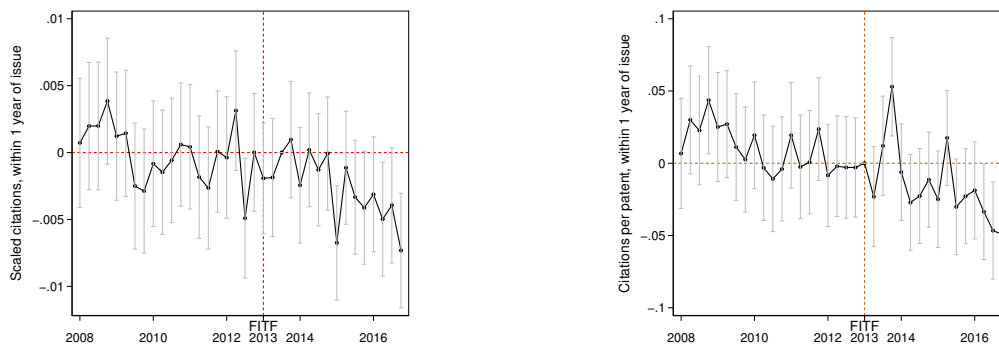 Scaled citations, within 1 year of issue
.01
.005
0
−.005
−.01
FITF
2008 2010 2012 2013 2014 2016
Citations per patent, within 1 year of issue
.1
.05
0
−.05
−.1
FITF
2008 2010 2012 2013 2014 2016